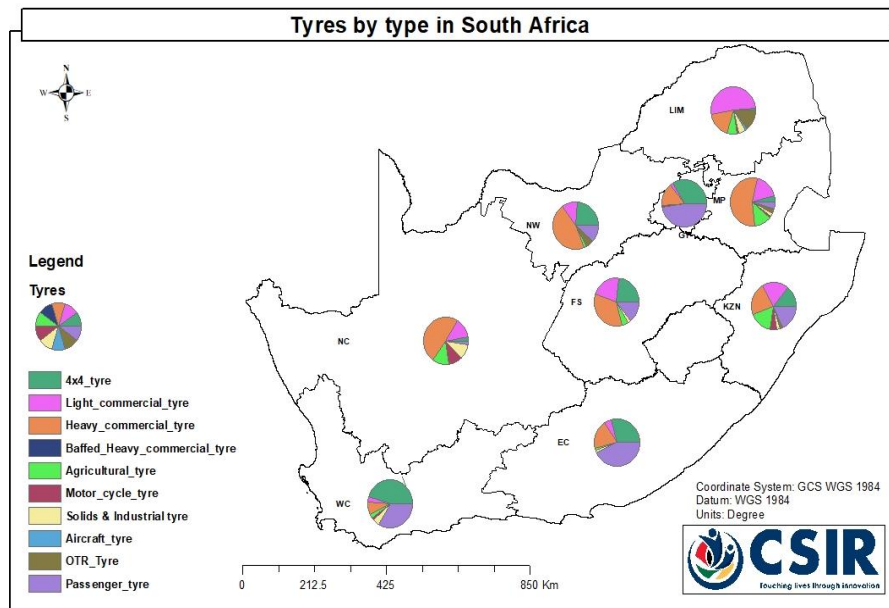 Tyres by type in South Africa
N
W E
S
LIM
MP
GT
NW
FS
KZN
NC
EC
WC
Legend
Tyres
4x4_tyre
Light_commercial_tyre
Heavy_commercial_tyre
Baffed_Heavy_commercial_tyre
Agricultural_tyre
Motor_cycle_tyre
Solids & Industrial tyre
Aircraft_tyre
OTR_Tyre
Passenger_tyre
0 212.5 425 850 Km
Coordinate System: GCS WGS 1984
Datum: WGS 1984
Units: Degree
CSIR
Touching lives through innovation